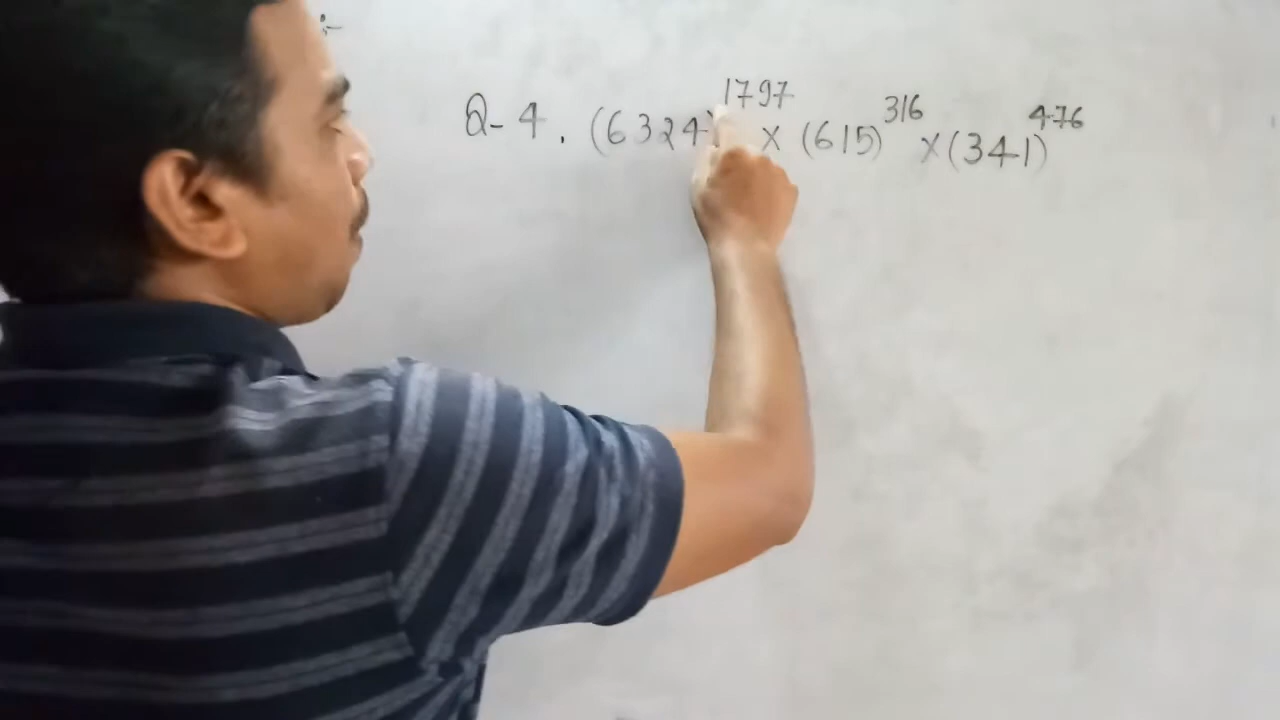 :-
Q-4. (6324)^1797 × (615)^316 × (341)^476